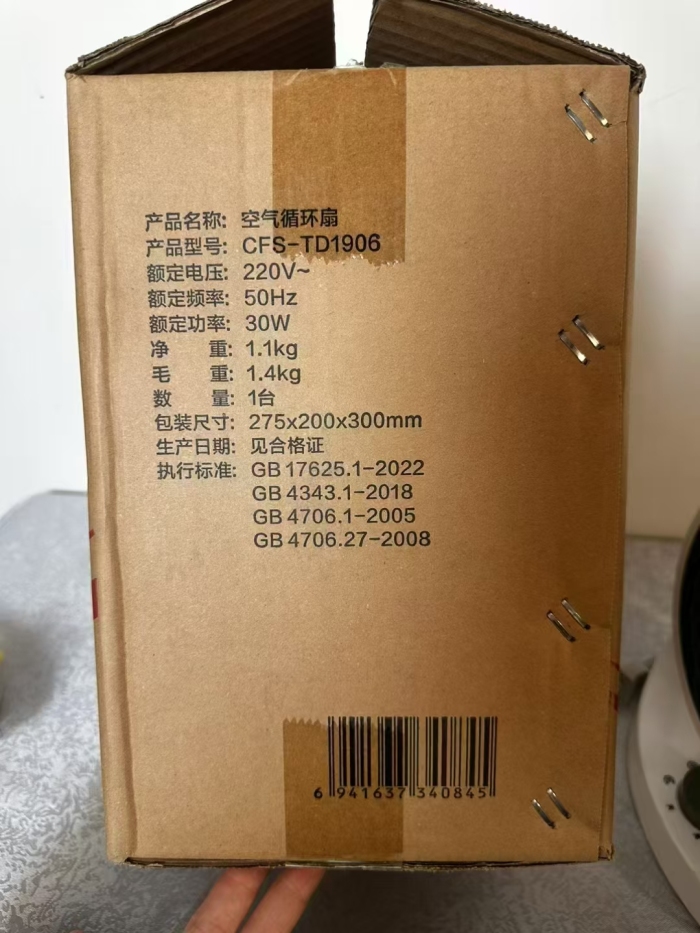 产品名称: 空气循环扇
产品型号: CFS-TD1906
额定电压: 220V~
额定频率: 50Hz
额定功率: 30W
净 重: 1.1kg
毛 重: 1.4kg
数 量: 1台
包装尺寸: 275x200x300mm
生产日期: 见合格证
执行标准: GB 17625.1-2022
GB 4343.1-2018
GB 4706.1-2005
GB 4706.27-2008
6 941637 340845